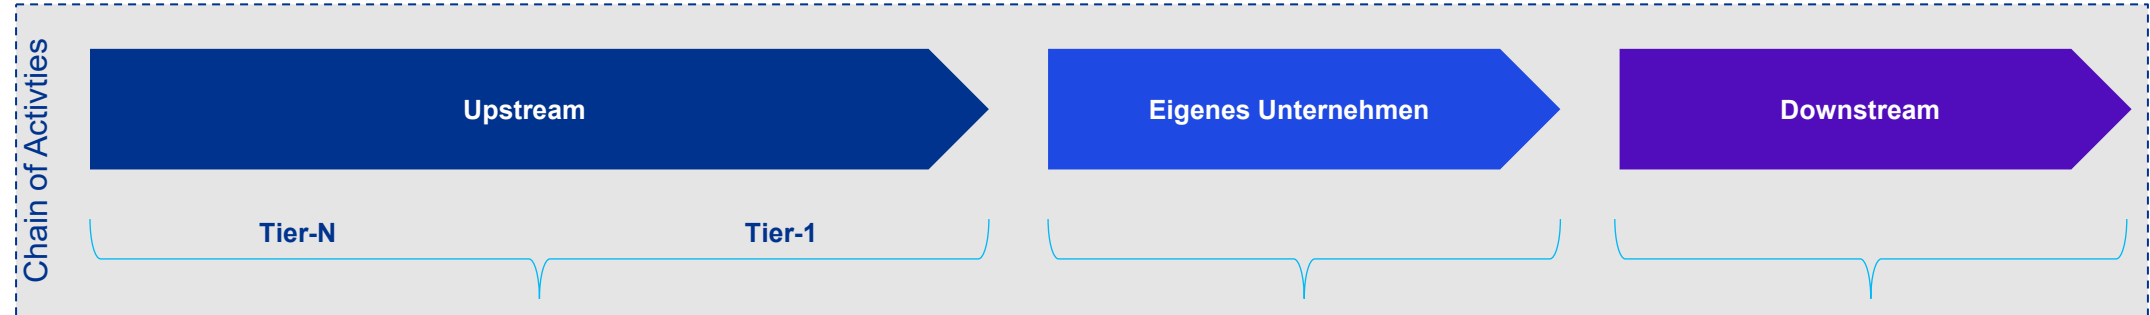 Chain of Activties
Upstream
Eigenes Unternehmen
Downstream
Tier-N
Tier-1